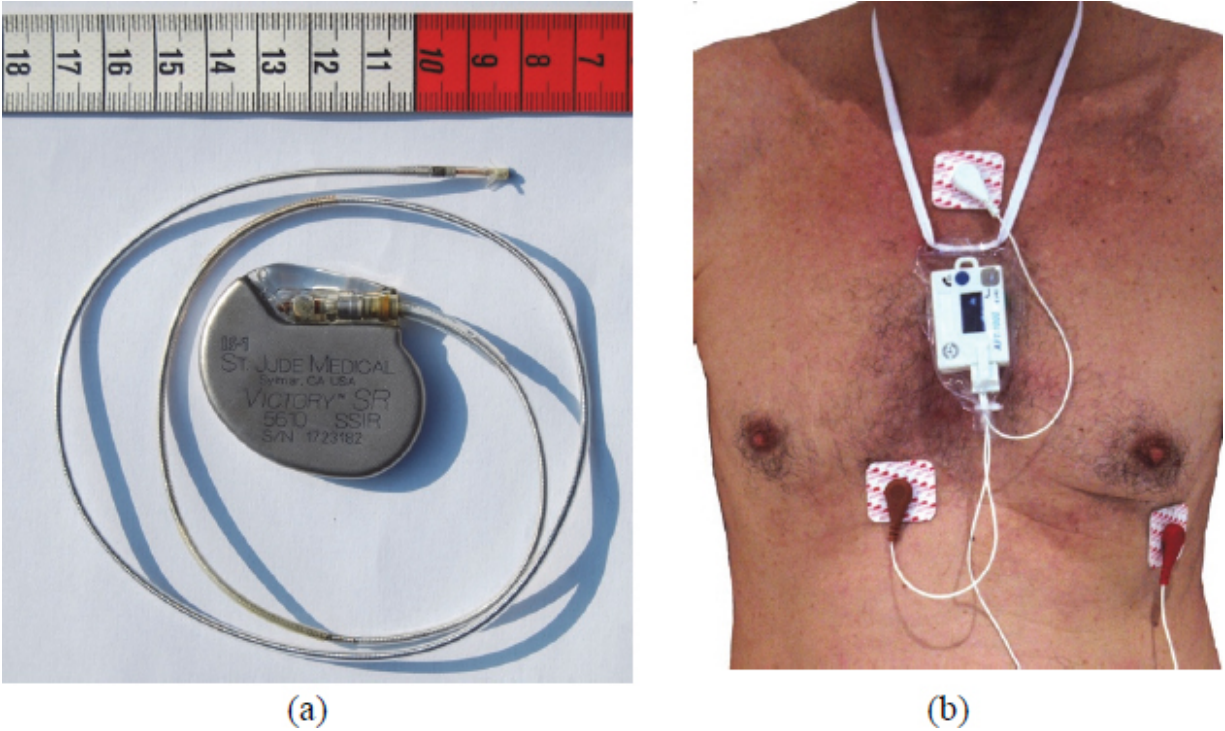 18 17 16 15 14 13 12 11 10 9 8 7
ST. JUDE MEDICAL
Sylmar, CA USA
VICTORY™ SR
5610 SSIR
S/N 1723182
(a)
(b)